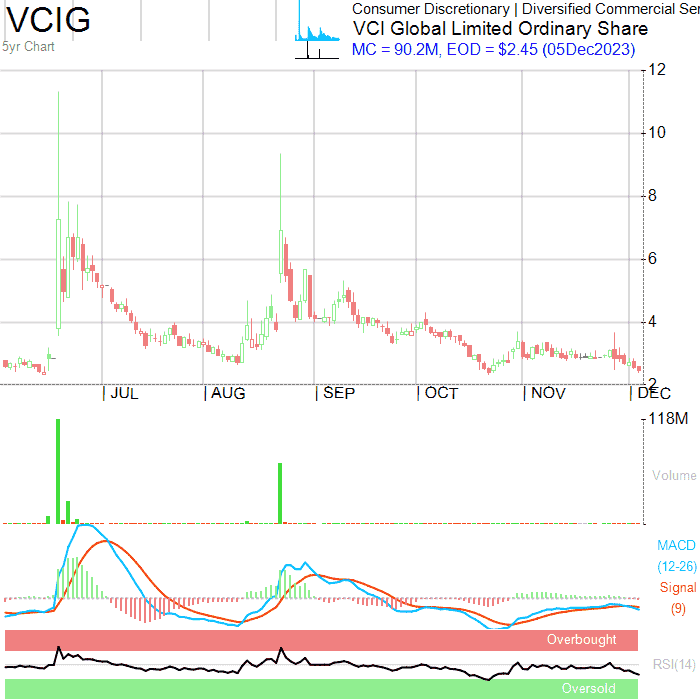 VCIG
5yr Chart
Consumer Discretionary | Diversified Commercial Ser
VCI Global Limited Ordinary Share
MC = 90.2M, EOD = $2.45 (05Dec2023)
12
10
8
6
4
2
| JUL | AUG | SEP | OCT | NOV | DEC
118M
Volume
MACD
(12-26)
Signal
(9)
Overbought
RSI(14)
Oversold